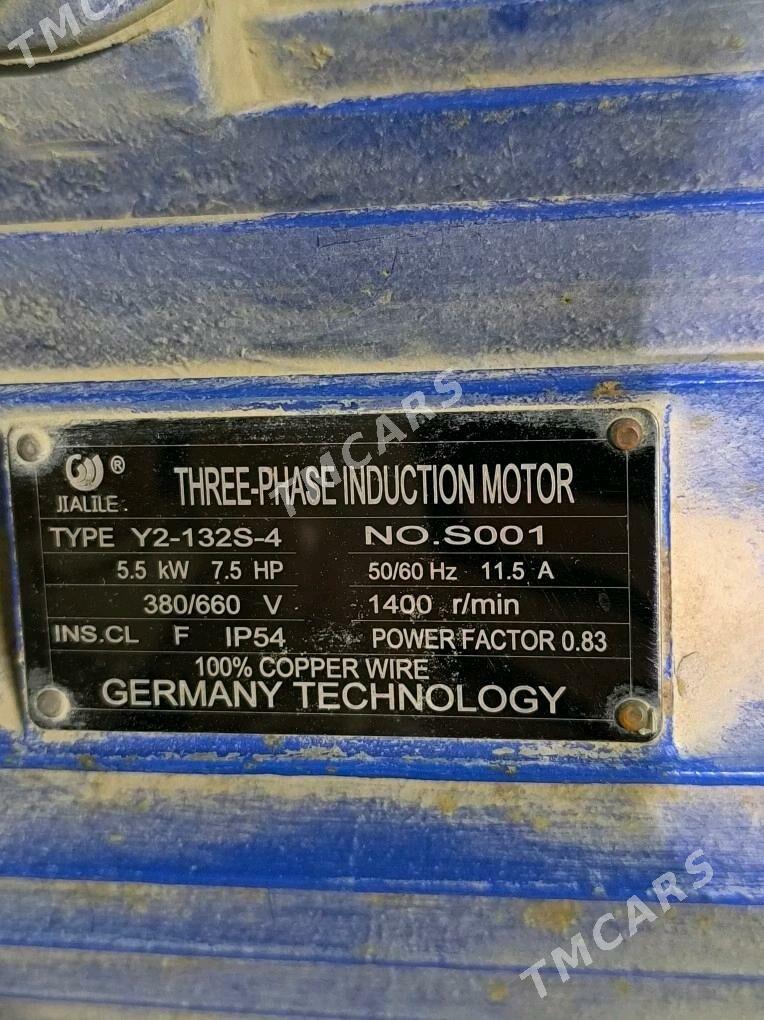 TMCARS
TMCARS
® THREE-PHASE INDUCTION MOTOR
JIALILE.
TYPE Y2-132S-4 NO.S001
5.5 kW 7.5 HP 50/60 Hz 11.5 A
380/660 V 1400 r/min
INS.CL F IP54 POWER FACTOR 0.83
100% COPPER WIRE
GERMANY TECHNOLOGY
TMCARS